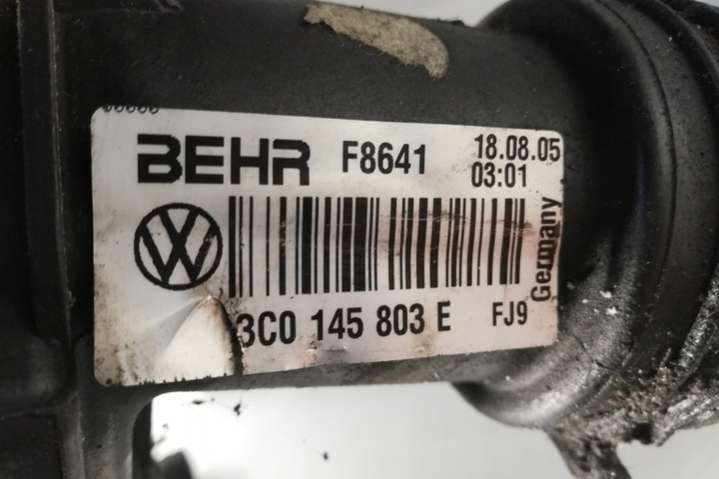 BEHR F8641 18.08.05
03:01
Germany
3C0 145 803 E FJ9